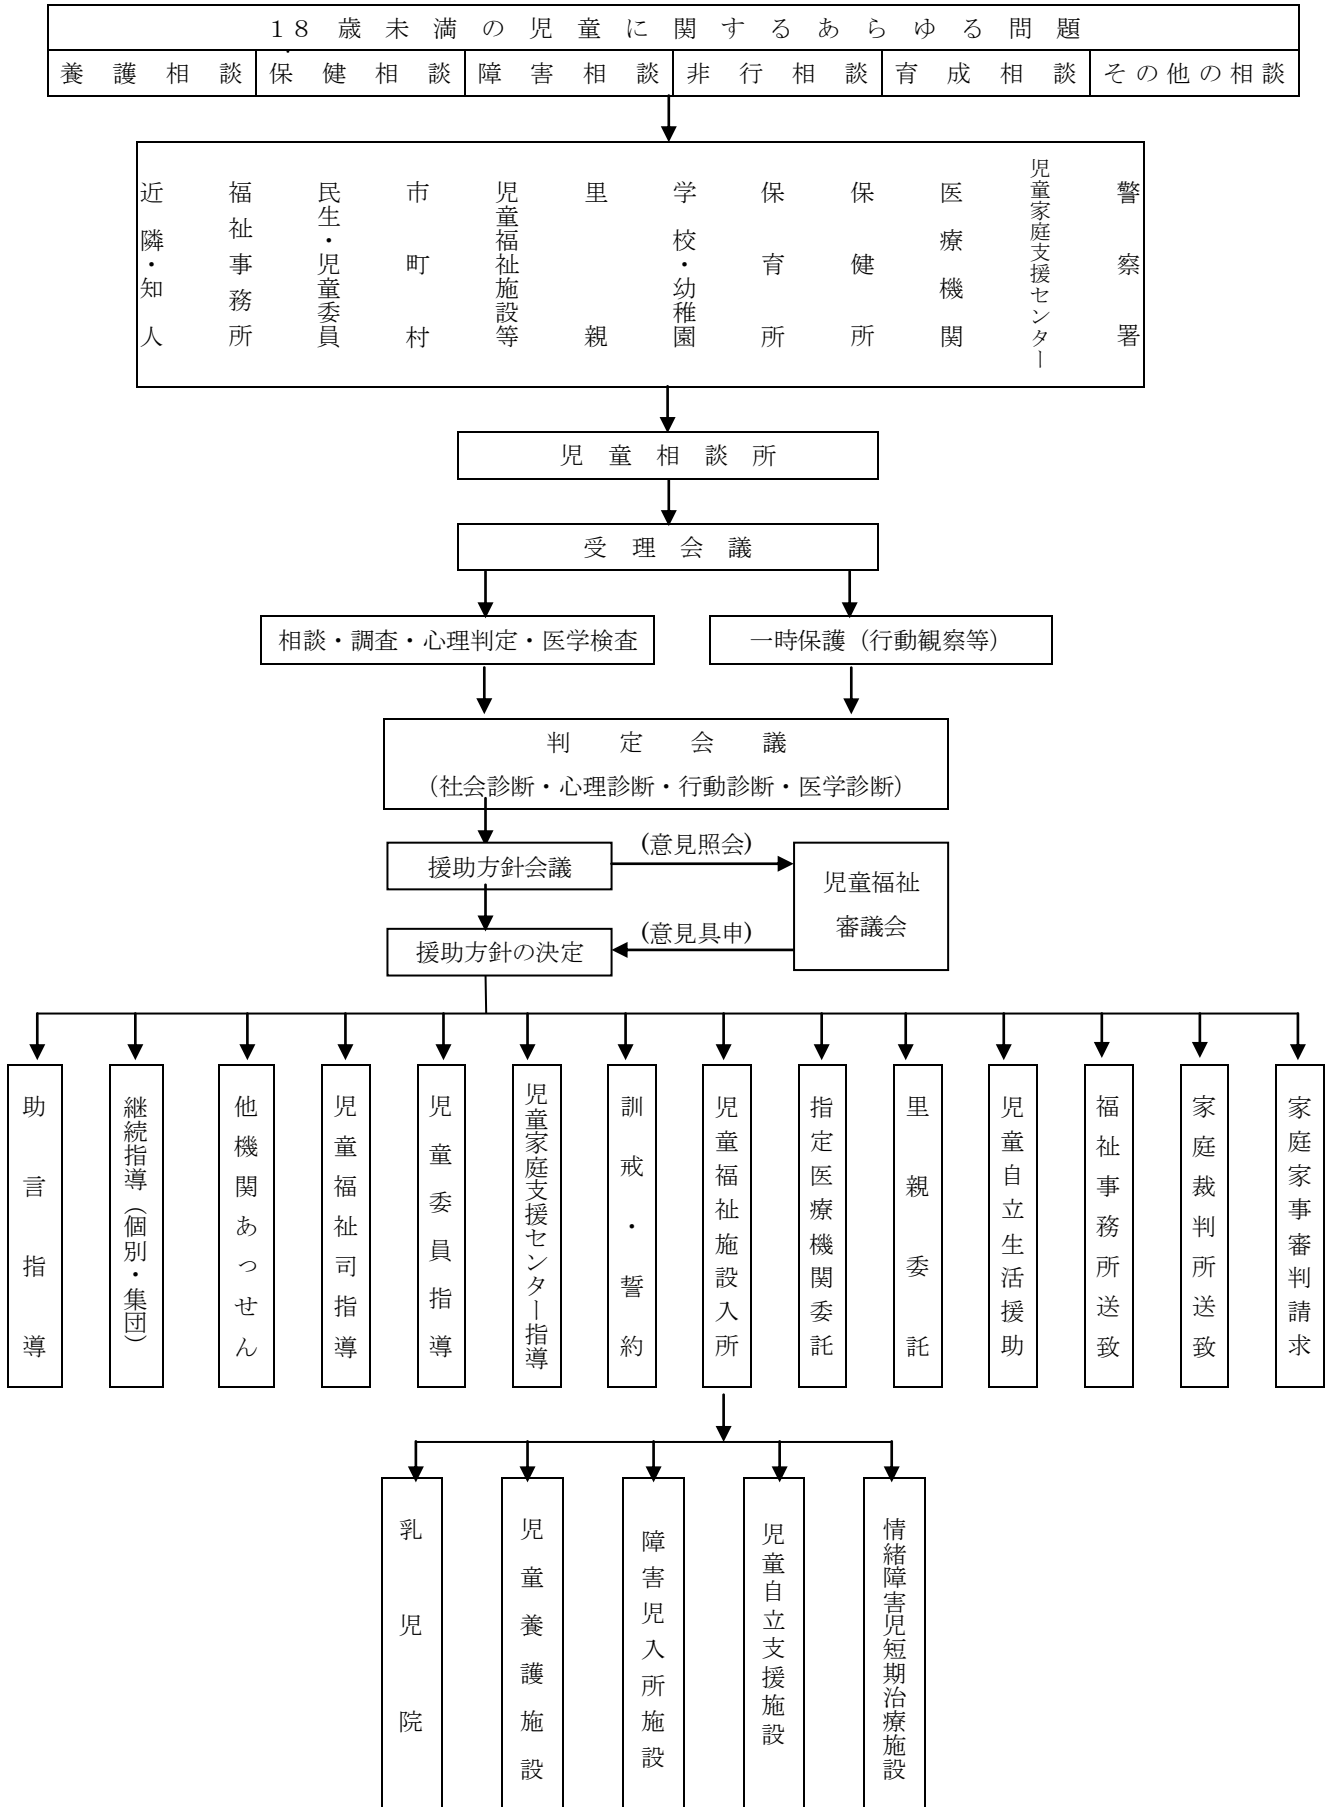 １８歳未満の児童に関するあらゆる問題
養護相談
保健相談
障害相談
非行相談
育成相談
その他の相談
近隣・知人
福祉事務所
民生・児童委員
市町村
児童福祉施設等
里親
学校・幼稚園
保育所
保健所
医療機関
児童家庭支援センター
警察署
児童相談所
受理会議
相談・調査・心理判定・医学検査
一時保護（行動観察等）
判定会議
（社会診断・心理診断・行動診断・医学診断）
援助方針会議
(意見照会)
児童福祉
審議会
(意見具申)
援助方針の決定
助言指導
継続指導（個別・集団）
他機関あっせん
児童福祉司指導
児童委員指導
児童家庭支援センター指導
訓戒・誓約
児童福祉施設入所
指定医療機関委託
里親委託
児童自立生活援助
福祉事務所送致
家庭裁判所送致
家庭家事審判請求
乳児院
児童養護施設
障害児入所施設
児童自立支援施設
情緒障害児短期治療施設